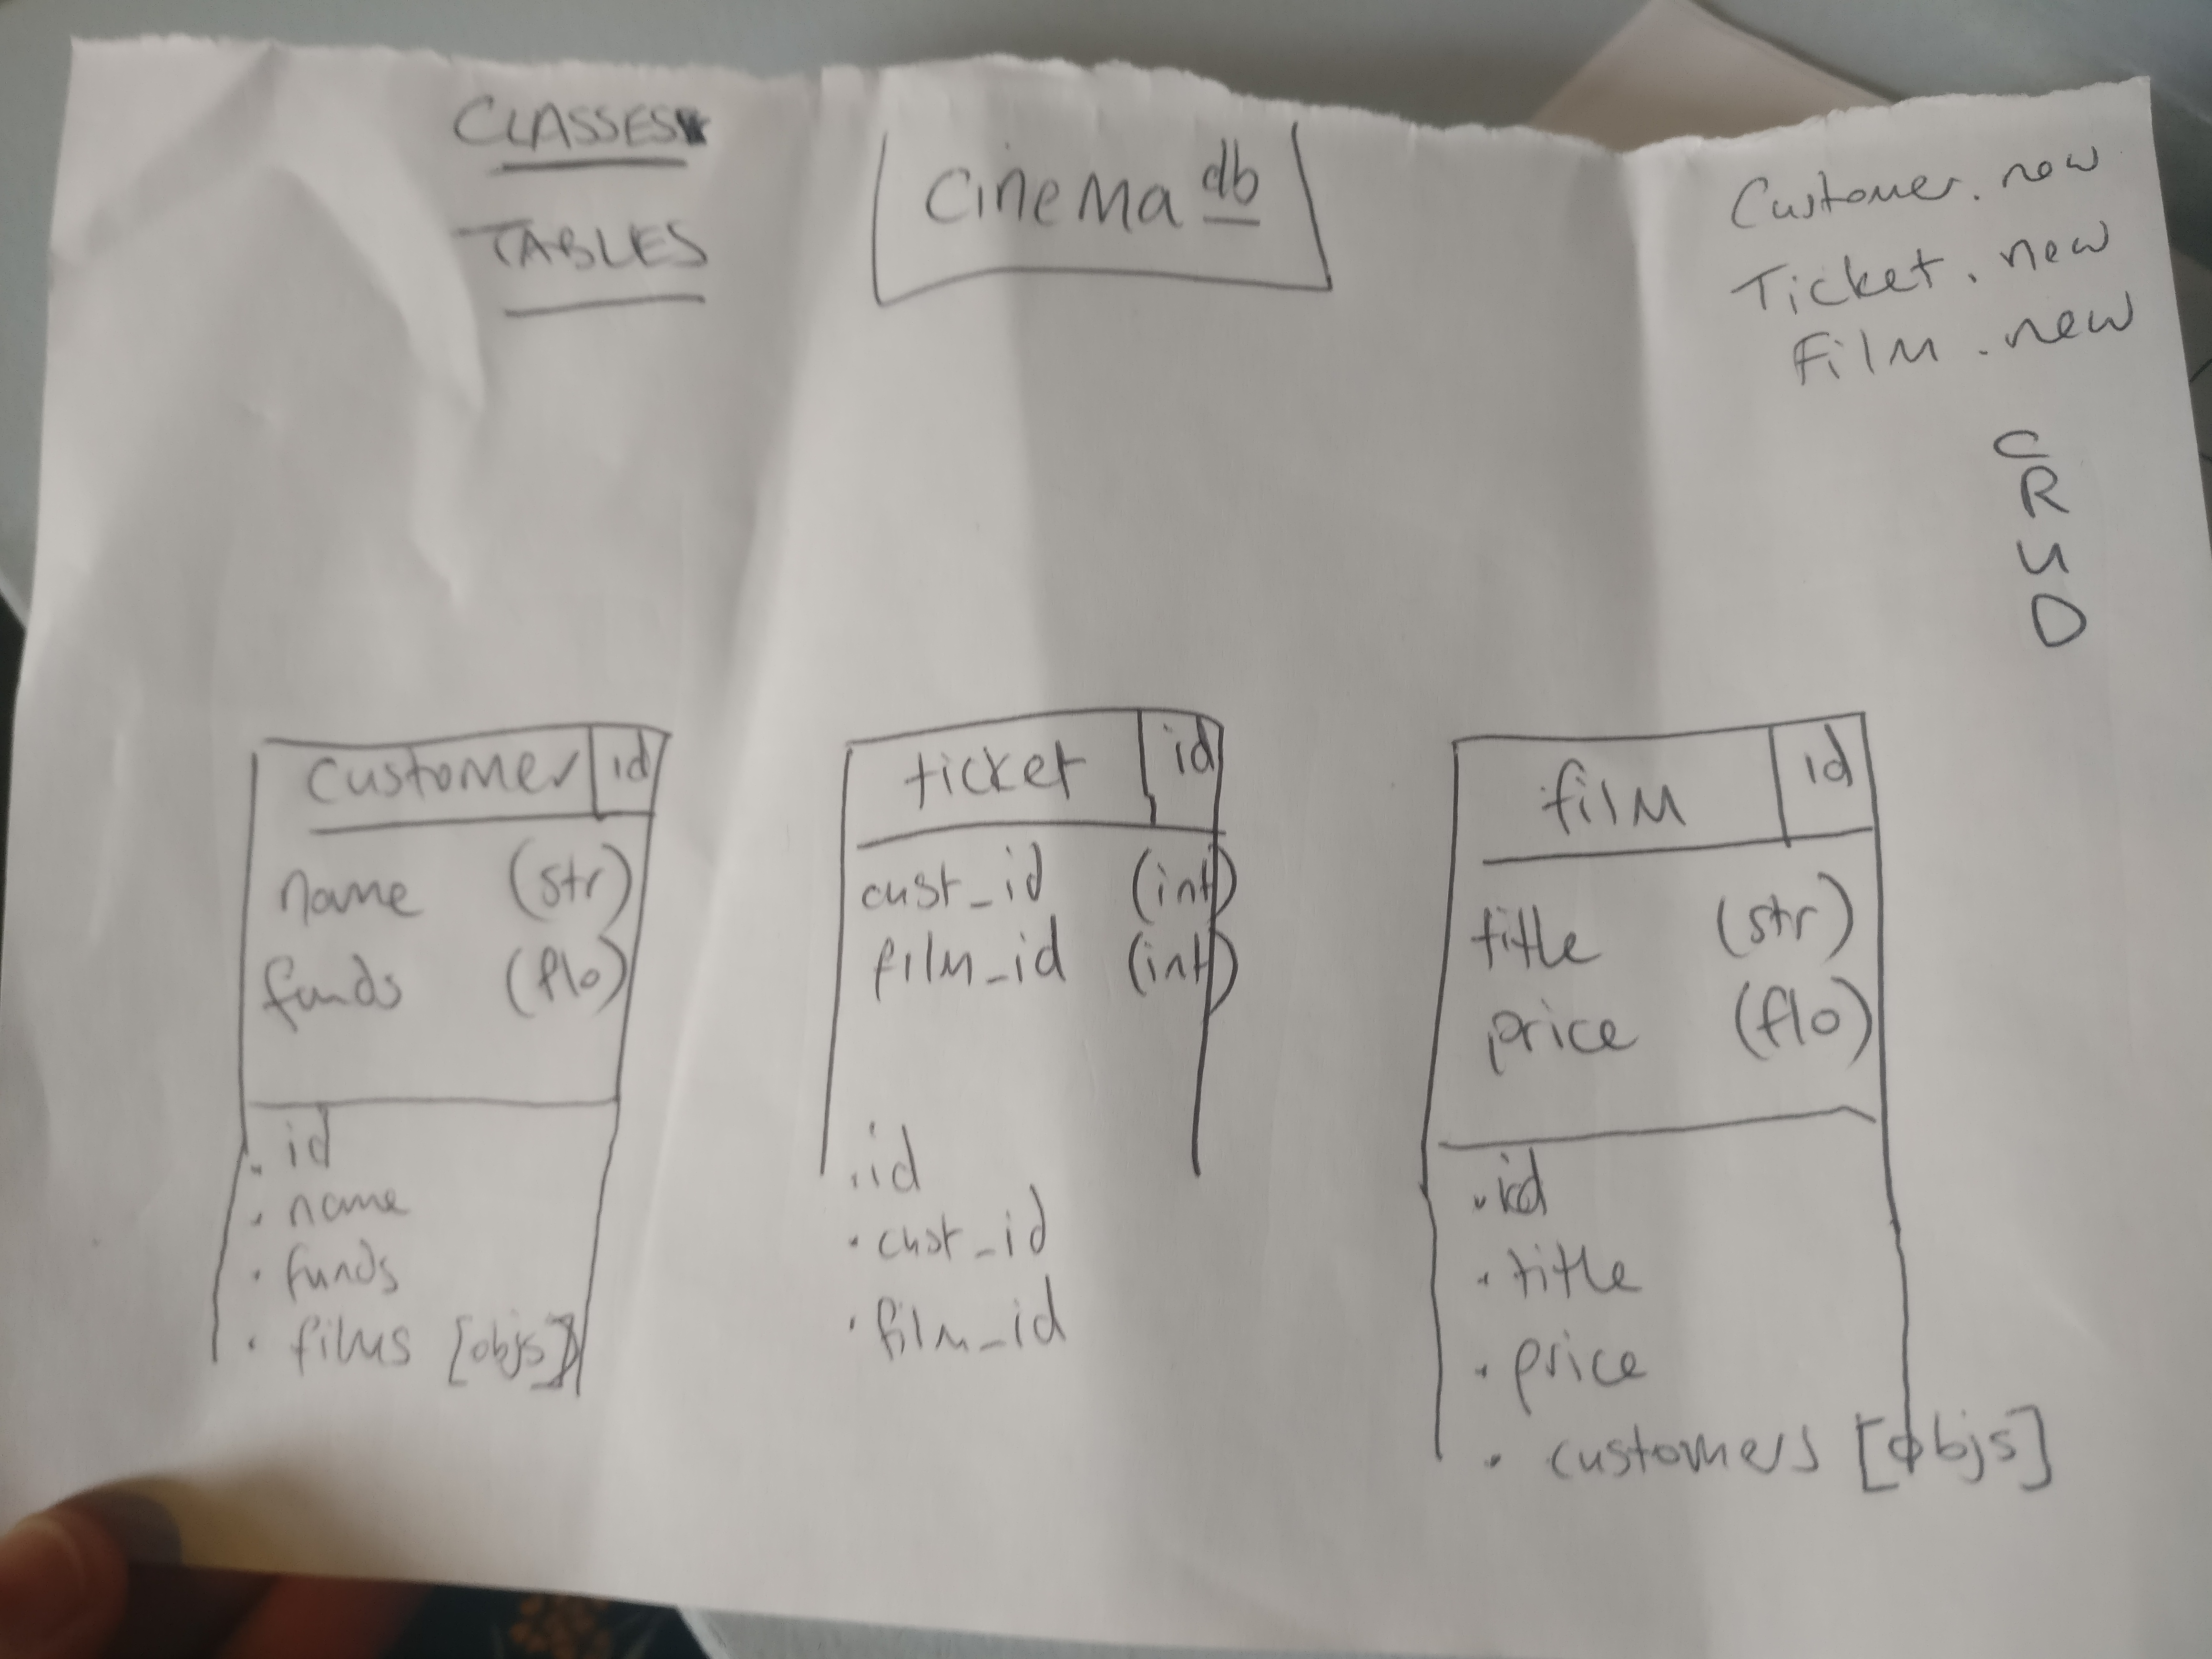 CLASSES
TABLES
cinema db
Customer.new
Ticket.new
Film.new
C
R
U
D
customer id
name (str)
funds (flo)
. id
. name
. funds
. films [objs]
ticket id
cust_id (int)
film_id (int)
. id
. cust_id
. film_id
film id
title (str)
price (flo)
. id
. title
. price
. customers [objs]